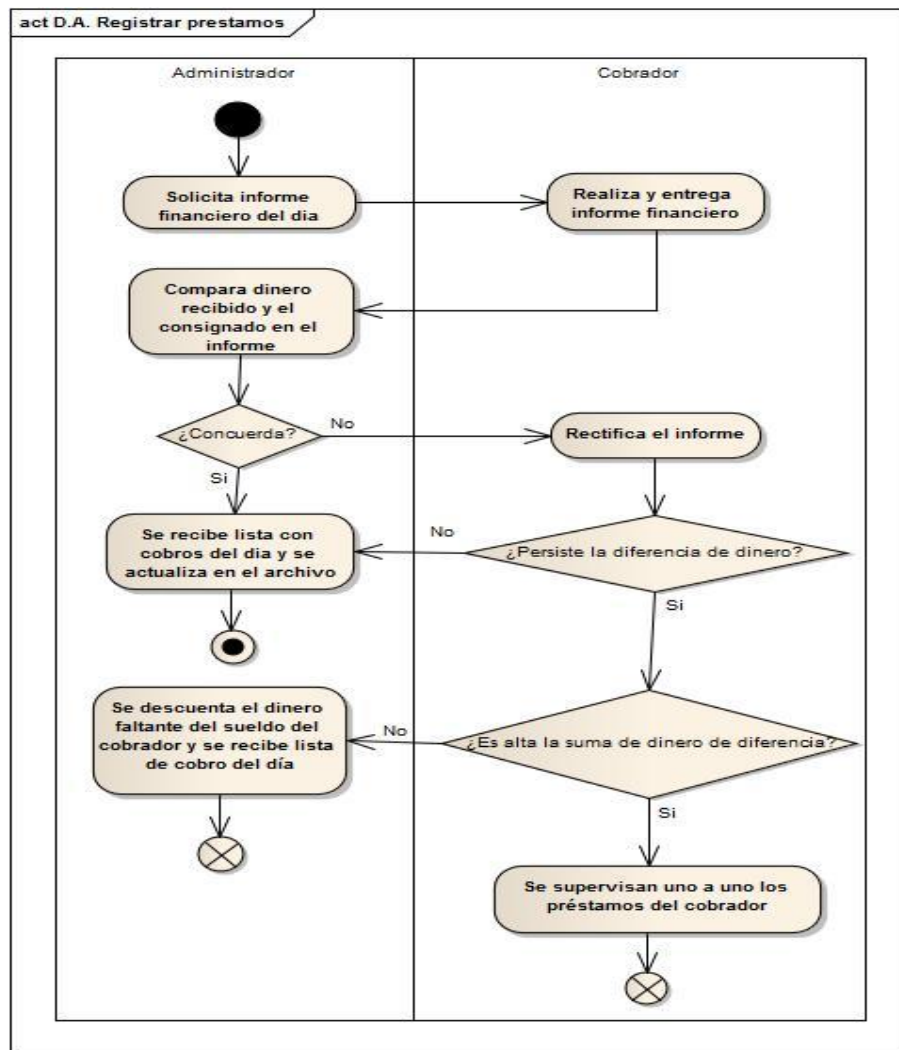 act D.A. Registrar prestamos
Administrador
Cobrador
Solicita informe
financiero del dia
Realiza y entrega
informe financiero
Compara dinero
recibido y el
consignado en el
informe
¿Concuerda?
No
Rectifica el informe
Si
Se recibe lista con
cobros del dia y se
actualiza en el archivo
No
¿Persiste la diferencia de dinero?
Si
Se descuenta el dinero
faltante del sueldo del
cobrador y se recibe lista
de cobro del día
No
¿Es alta la suma de dinero de diferencia?
Si
Se supervisan uno a uno los
préstamos del cobrador